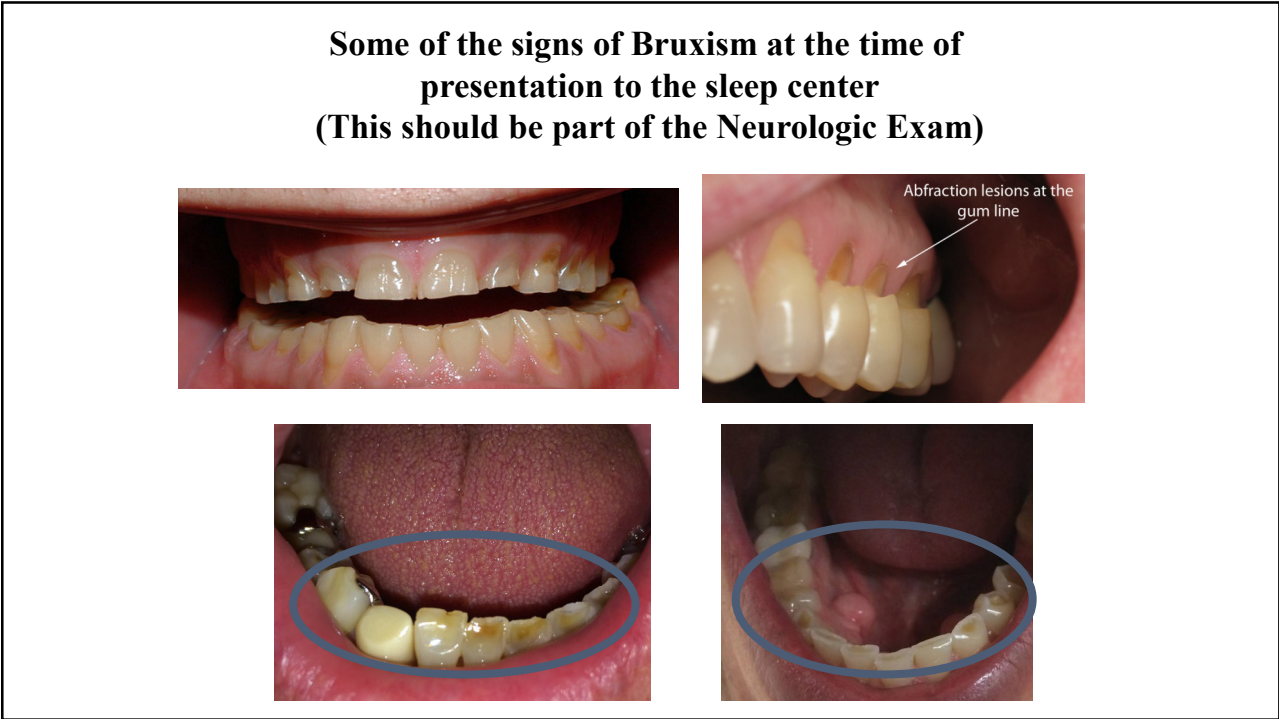 Some of the signs of Bruxism at the time of
presentation to the sleep center
(This should be part of the Neurologic Exam)
Abfraction lesions at the
gum line